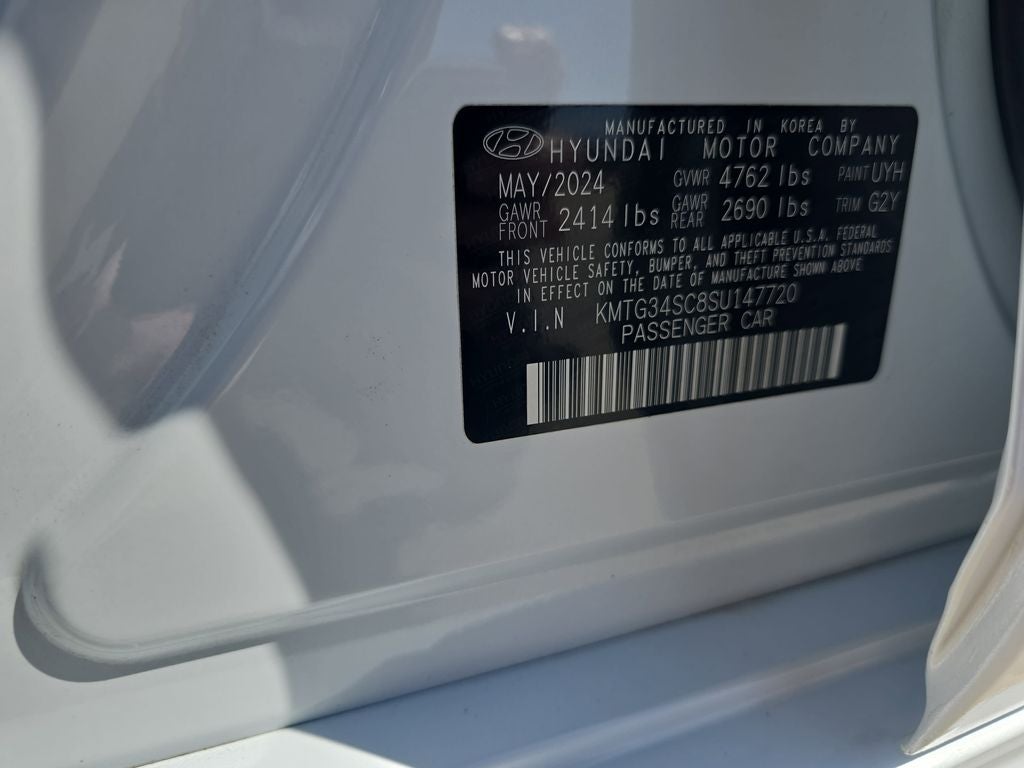 MANUFACTURED IN KOREA BY
HYUNDAI MOTOR COMPANY
MAY/2024 GVWR 4762 lbs PAINT UYH
GAWR FRONT 2414 lbs GAWR REAR 2690 lbs TRIM G2Y
THIS VEHICLE CONFORMS TO ALL APPLICABLE U.S.A. FEDERAL
MOTOR VEHICLE SAFETY, BUMPER, AND THEFT PREVENTION STANDARDS
IN EFFECT ON THE DATE OF MANUFACTURE SHOWN ABOVE
V.I.N KMTG34SC8SU147720
PASSENGER CAR